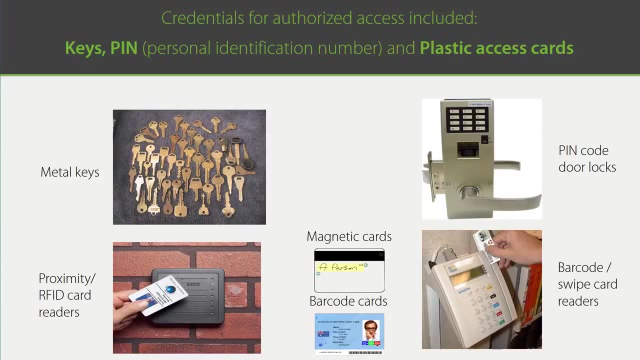 Credentials for authorized access included:
Keys, PIN (personal identification number) and Plastic access cards
Metal keys
PIN code
door locks
Magnetic cards
A Person
Proximity/
RFID card
readers
Barcode cards
Barcode /
swipe card
readers